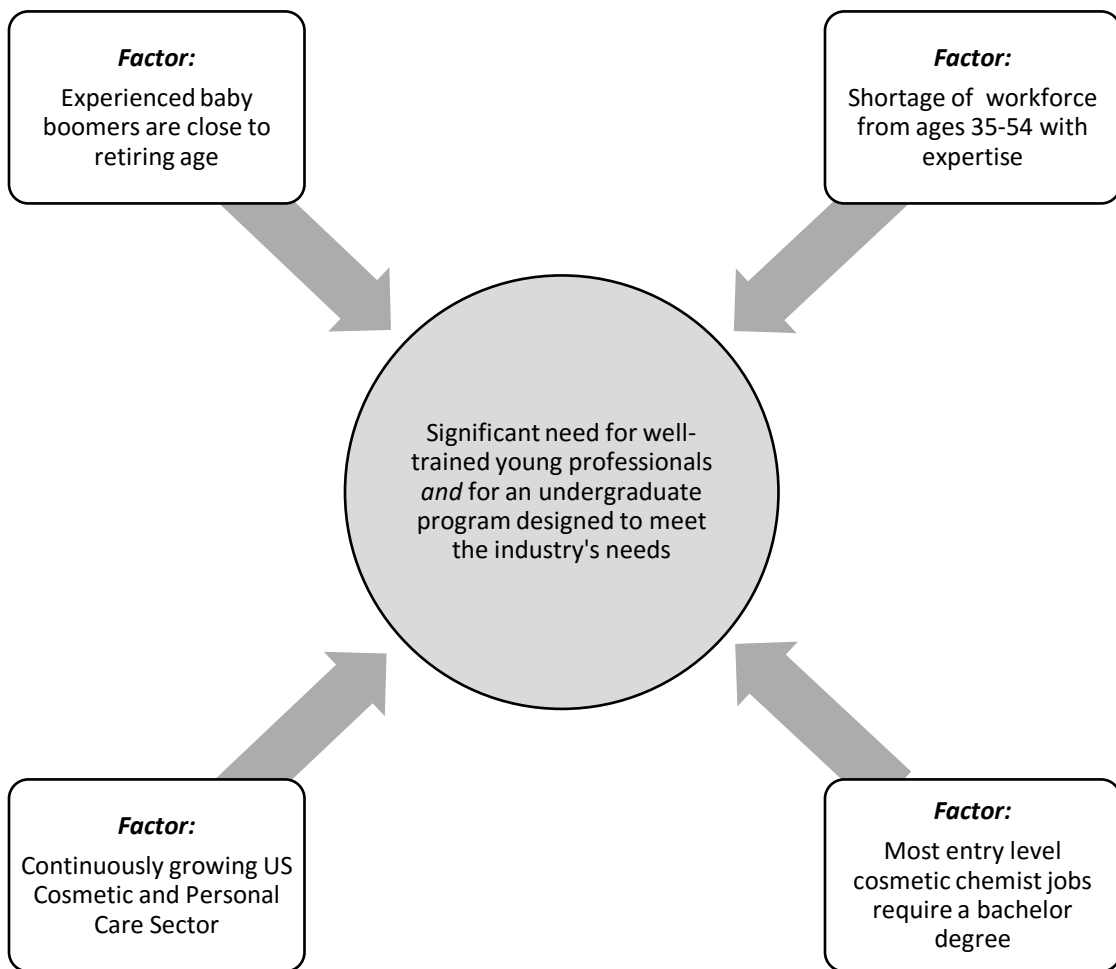 Factor:
Experienced baby
boomers are close to
retiring age
Factor:
Shortage of  workforce
from ages 35-54 with
expertise
Significant need for well-
trained young professionals
and for an undergraduate
program designed to meet
the industry's needs
Factor:
Continuously growing US
Cosmetic and Personal
Care Sector
Factor:
Most entry level
cosmetic chemist jobs
require a bachelor
degree